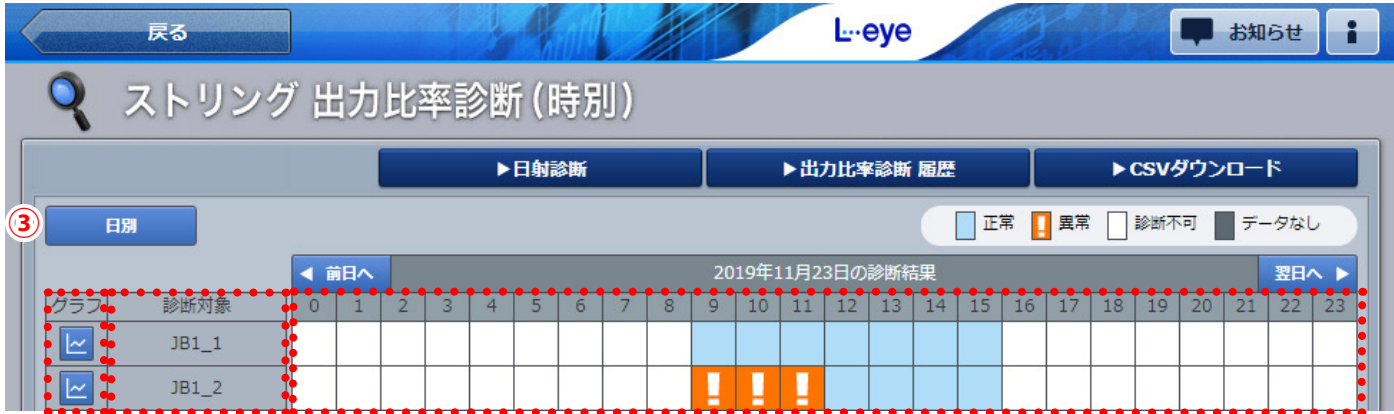 戻る
L-eye
お知らせ
i
ストリング 出力比率診断(時別)
▶日射診断
▶出力比率診断 履歴
▶CSVダウンロード
③
日別
正常
! 異常
診断不可
データなし
◀ 前日へ
2019年11月23日の診断結果
翌日へ ▶
グラフ 診断対象 0 1 2 3 4 5 6 7 8 9 10 11 12 13 14 15 16 17 18 19 20 21 22 23
JB1_1
JB1_2 ! ! !